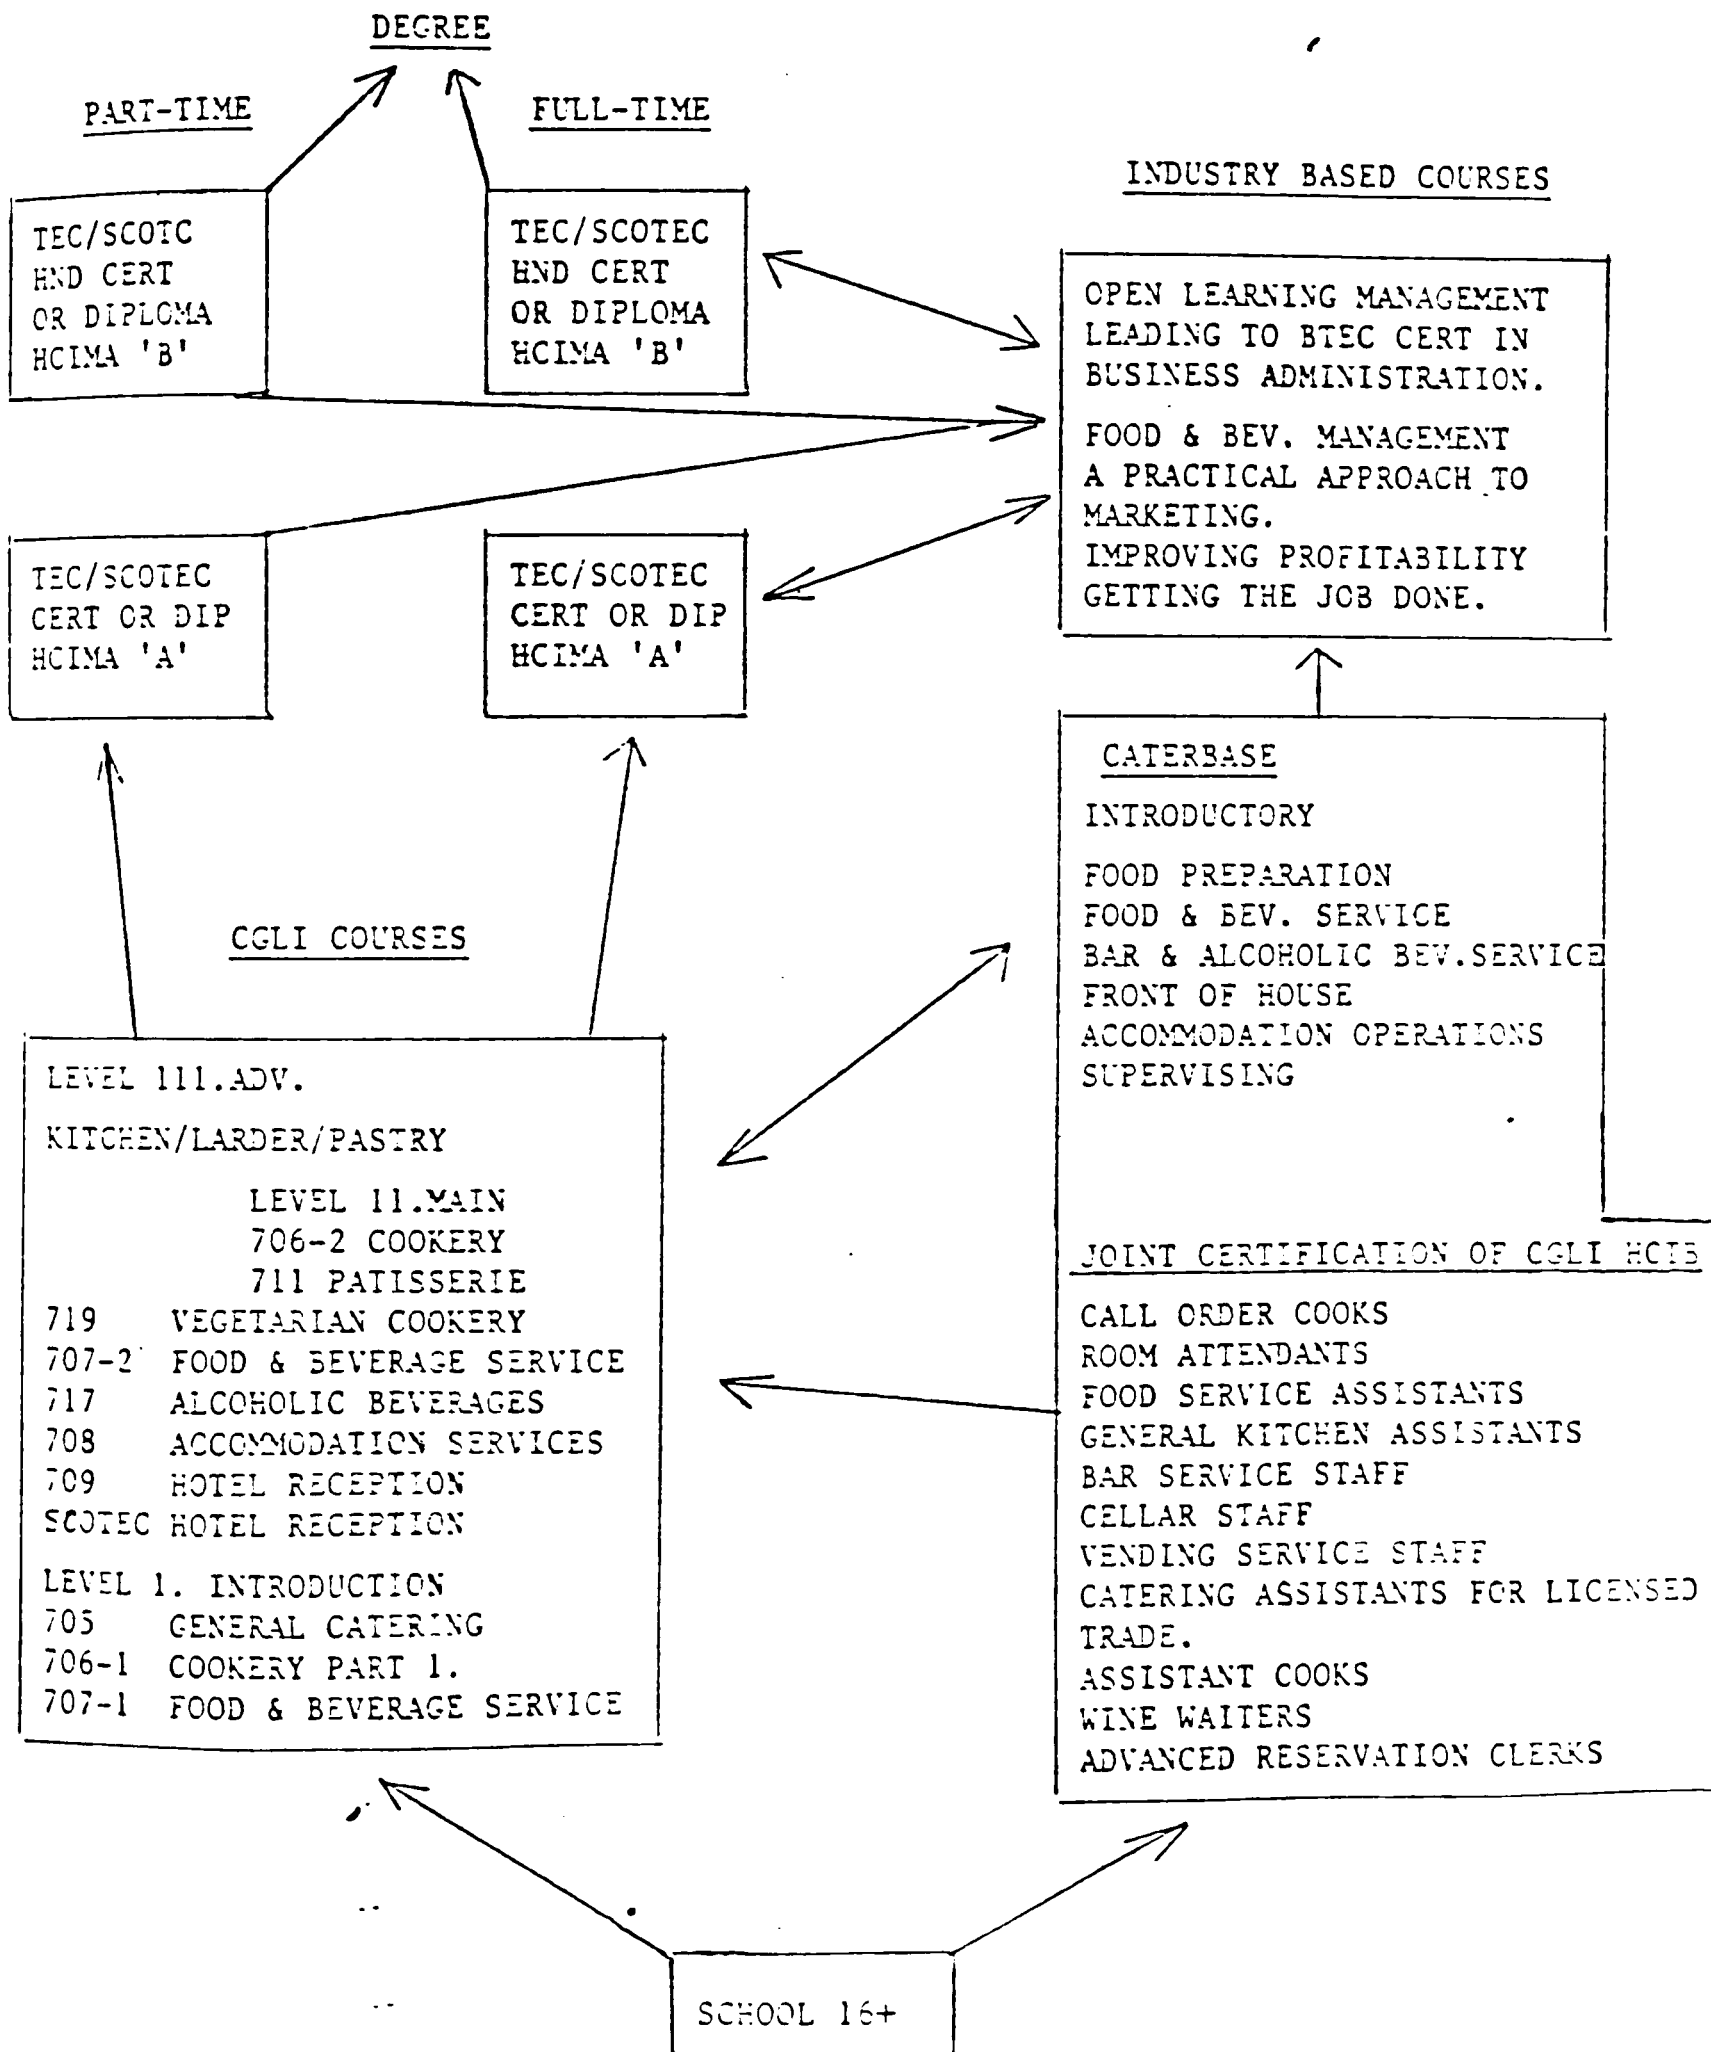 DEGREE
PART-TIME
FULL-TIME
TEC/SCOTC
HND CERT
OR DIPLOMA
HCIMA 'B'
TEC/SCOTEC
HND CERT
OR DIPLOMA
HCIMA 'B'
INDUSTRY BASED COURSES
OPEN LEARNING MANAGEMENT
LEADING TO BTEC CERT IN
BUSINESS ADMINISTRATION.
FOOD & BEV. MANAGEMENT
A PRACTICAL APPROACH TO
MARKETING.
IMPROVING PROFITABILITY
GETTING THE JOB DONE.
TEC/SCOTEC
CERT OR DIP
HCIMA 'A'
TEC/SCOTEC
CERT OR DIP
HCIMA 'A'
CATERBASE
INTRODUCTORY
FOOD PREPARATION
FOOD & BEV. SERVICE
BAR & ALCOHOLIC BEV.SERVICE
FRONT OF HOUSE
ACCOMMODATION OPERATIONS
SUPERVISING
CGLI COURSES
LEVEL 111.ADV.
KITCHEN/LARDER/PASTRY
LEVEL 11.MAIN
706-2 COOKERY
711 PATISSERIE
719 VEGETARIAN COOKERY
707-2 FOOD & BEVERAGE SERVICE
717 ALCOHOLIC BEVERAGES
708 ACCOMMODATION SERVICES
709 HOTEL RECEPTION
SCOTEC HOTEL RECEPTION
LEVEL 1. INTRODUCTION
705 GENERAL CATERING
706-1 COOKERY PART 1.
707-1 FOOD & BEVERAGE SERVICE
JOINT CERTIFICATION OF CGLI HCTB
CALL ORDER COOKS
ROOM ATTENDANTS
FOOD SERVICE ASSISTANTS
GENERAL KITCHEN ASSISTANTS
BAR SERVICE STAFF
CELLAR STAFF
VENDING SERVICE STAFF
CATERING ASSISTANTS FOR LICENSED
TRADE.
ASSISTANT COOKS
WINE WAITERS
ADVANCED RESERVATION CLERKS
SCHOOL 16+